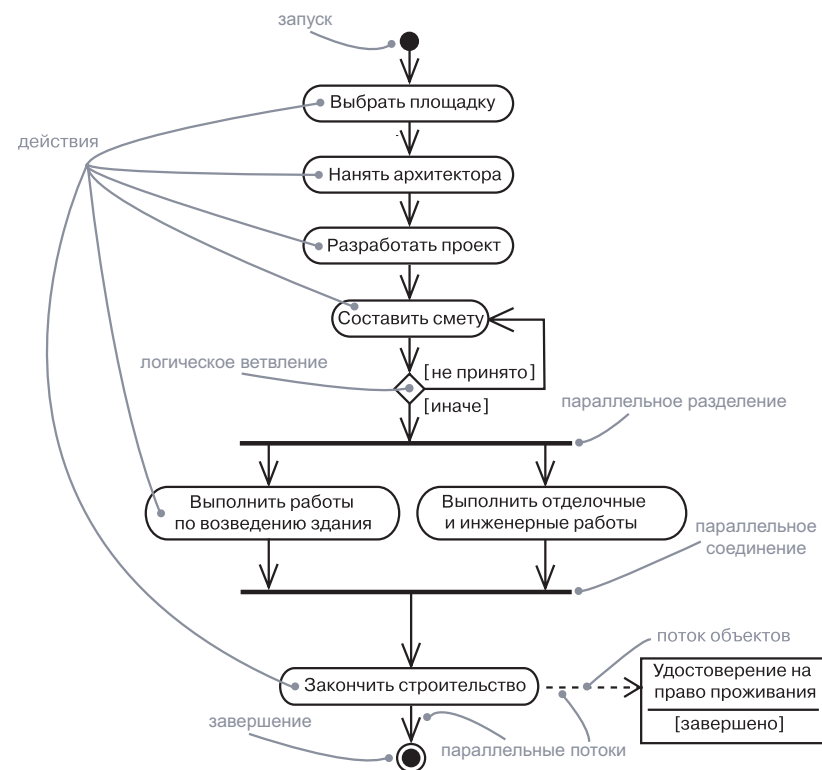 запуск
Выбрать площадку
действия
Нанять архитектора
Разработать проект
Составить смету
логическое ветвление
[не принято]
[иначе]
параллельное разделение
Выполнить работы
по возведению здания
Выполнить отделочные
и инженерные работы
параллельное
соединение
поток объектов
Удостоверение на
право проживания
[завершено]
Закончить строительство
завершение
параллельные потоки